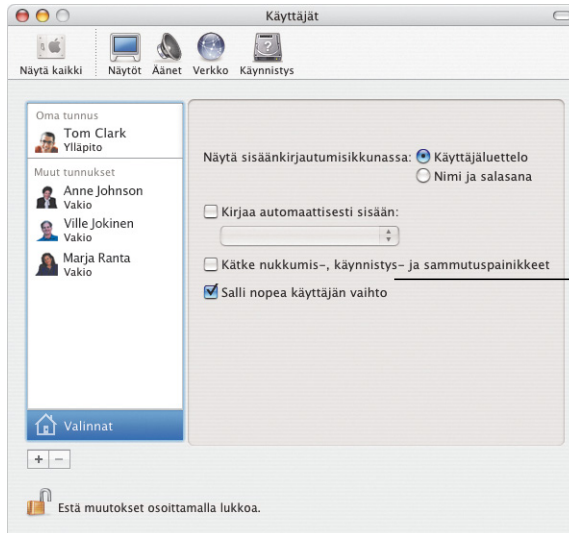 Käyttäjät
Näytä kaikki
Näytöt
Äänet
Verkko
Käynnistys
Oma tunnus
Tom Clark
Ylläpito
Muut tunnukset
Anne Johnson
Vakio
Ville Jokinen
Vakio
Marja Ranta
Vakio
Valinnat
Näytä sisäänkirjautumisikkunassa: Käyttäjäluettelo
Nimi ja salasana
Kirjaa automaattisesti sisään:
Kätke nukkumis-, käynnistys- ja sammutuspainikkeet
Salli nopea käyttäjän vaihto
Estä muutokset osoittamalla lukkoa.